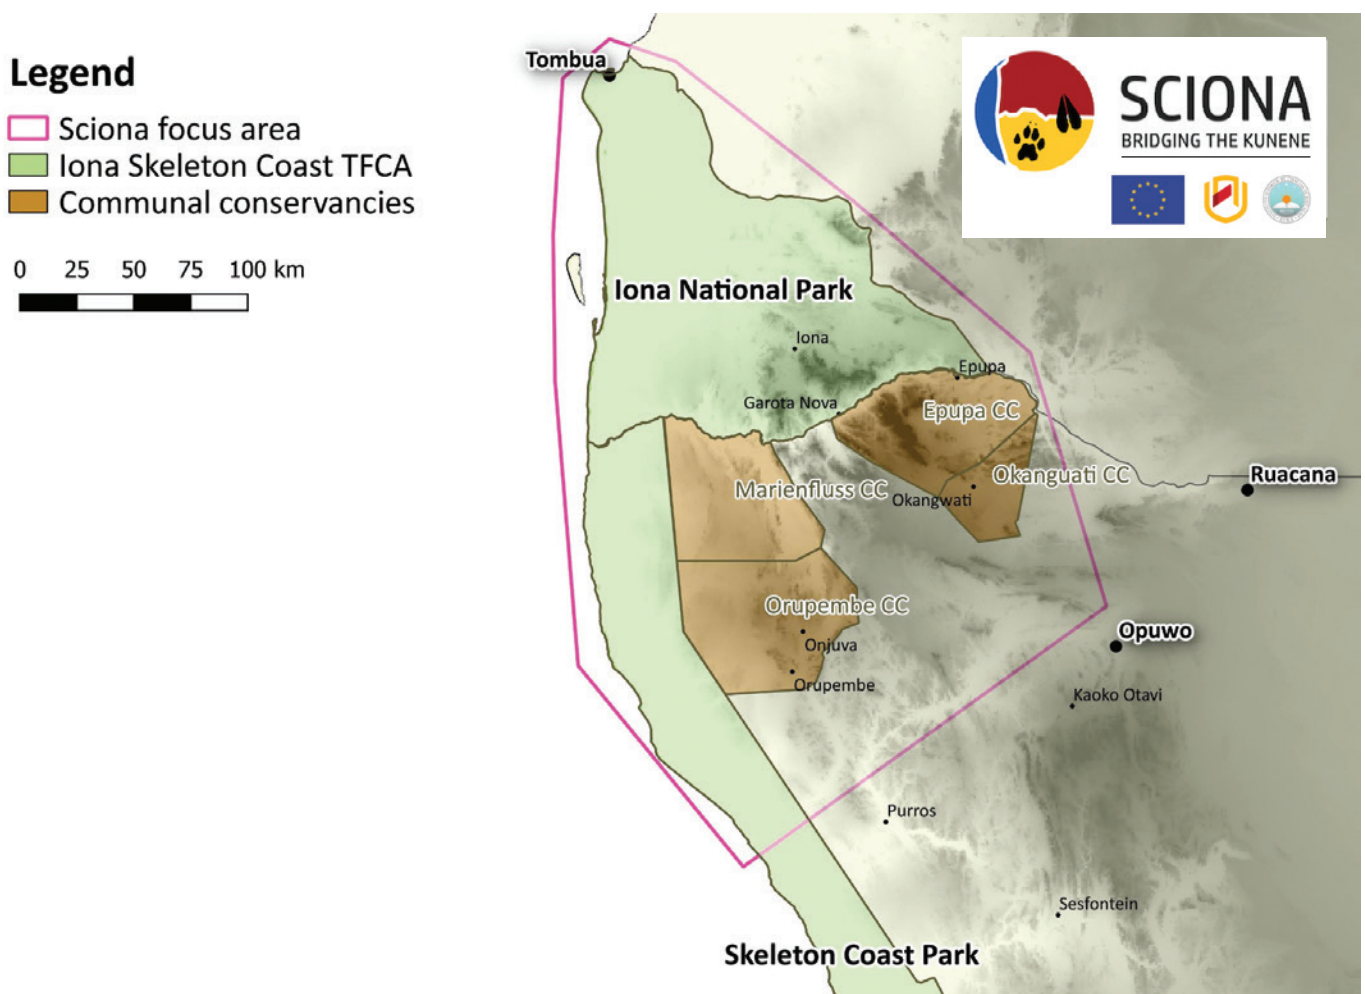 Legend
Sciona focus area
Iona Skeleton Coast TFCA
Communal conservancies
0 25 50 75 100 km
SCIONA
BRIDGING THE KUNENE
Tombua
Iona National Park
Iona
Epupa
Garota Nova
Epupa CC
Marienfluss CC
Okanguati CC
Okangwati
Ruacana
Orupembe CC
Onjuva
Opuwo
Orupembe
Kaoko Otavi
Purros
Sesfontein
Skeleton Coast Park